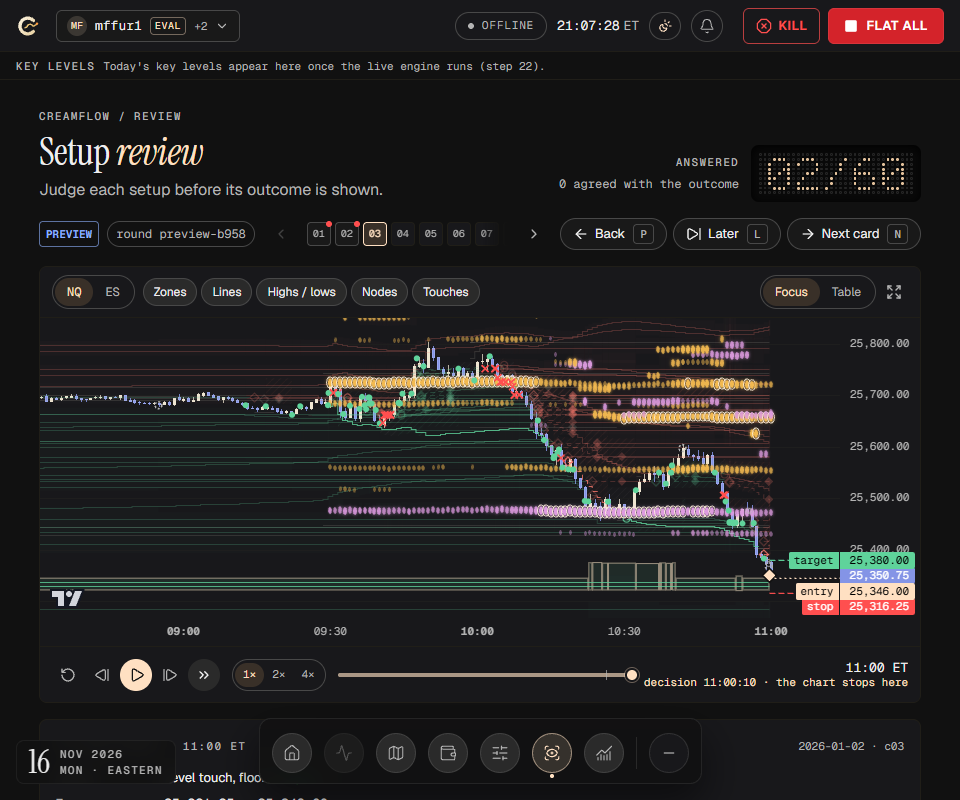 MF mffur1 EVAL +2
OFFLINE
21:07:28 ET
KILL
FLAT ALL
KEY LEVELS Today's key levels appear here once the live engine runs (step 22).
CREAMFLOW / REVIEW
Setup review
Judge each setup before its outcome is shown.
ANSWERED
0 agreed with the outcome
02/60
PREVIEW
round preview-b958
01 02 03 04 05 06 07
Back P
Later L
Next card N
NQ ES
Zones
Lines
Highs / lows
Nodes
Touches
Focus Table
25,800.00
25,700.00
25,600.00
25,500.00
25,400.00
target 25,380.00
25,350.75
entry 25,346.00
stop 25,316.25
09:00 09:30 10:00 10:30 11:00
1× 2× 4×
11:00 ET
decision 11:00:10 · the chart stops here
16 NOV 2026
MON · EASTERN
11:00 ET
2026-01-02 · c03
evel touch, floo